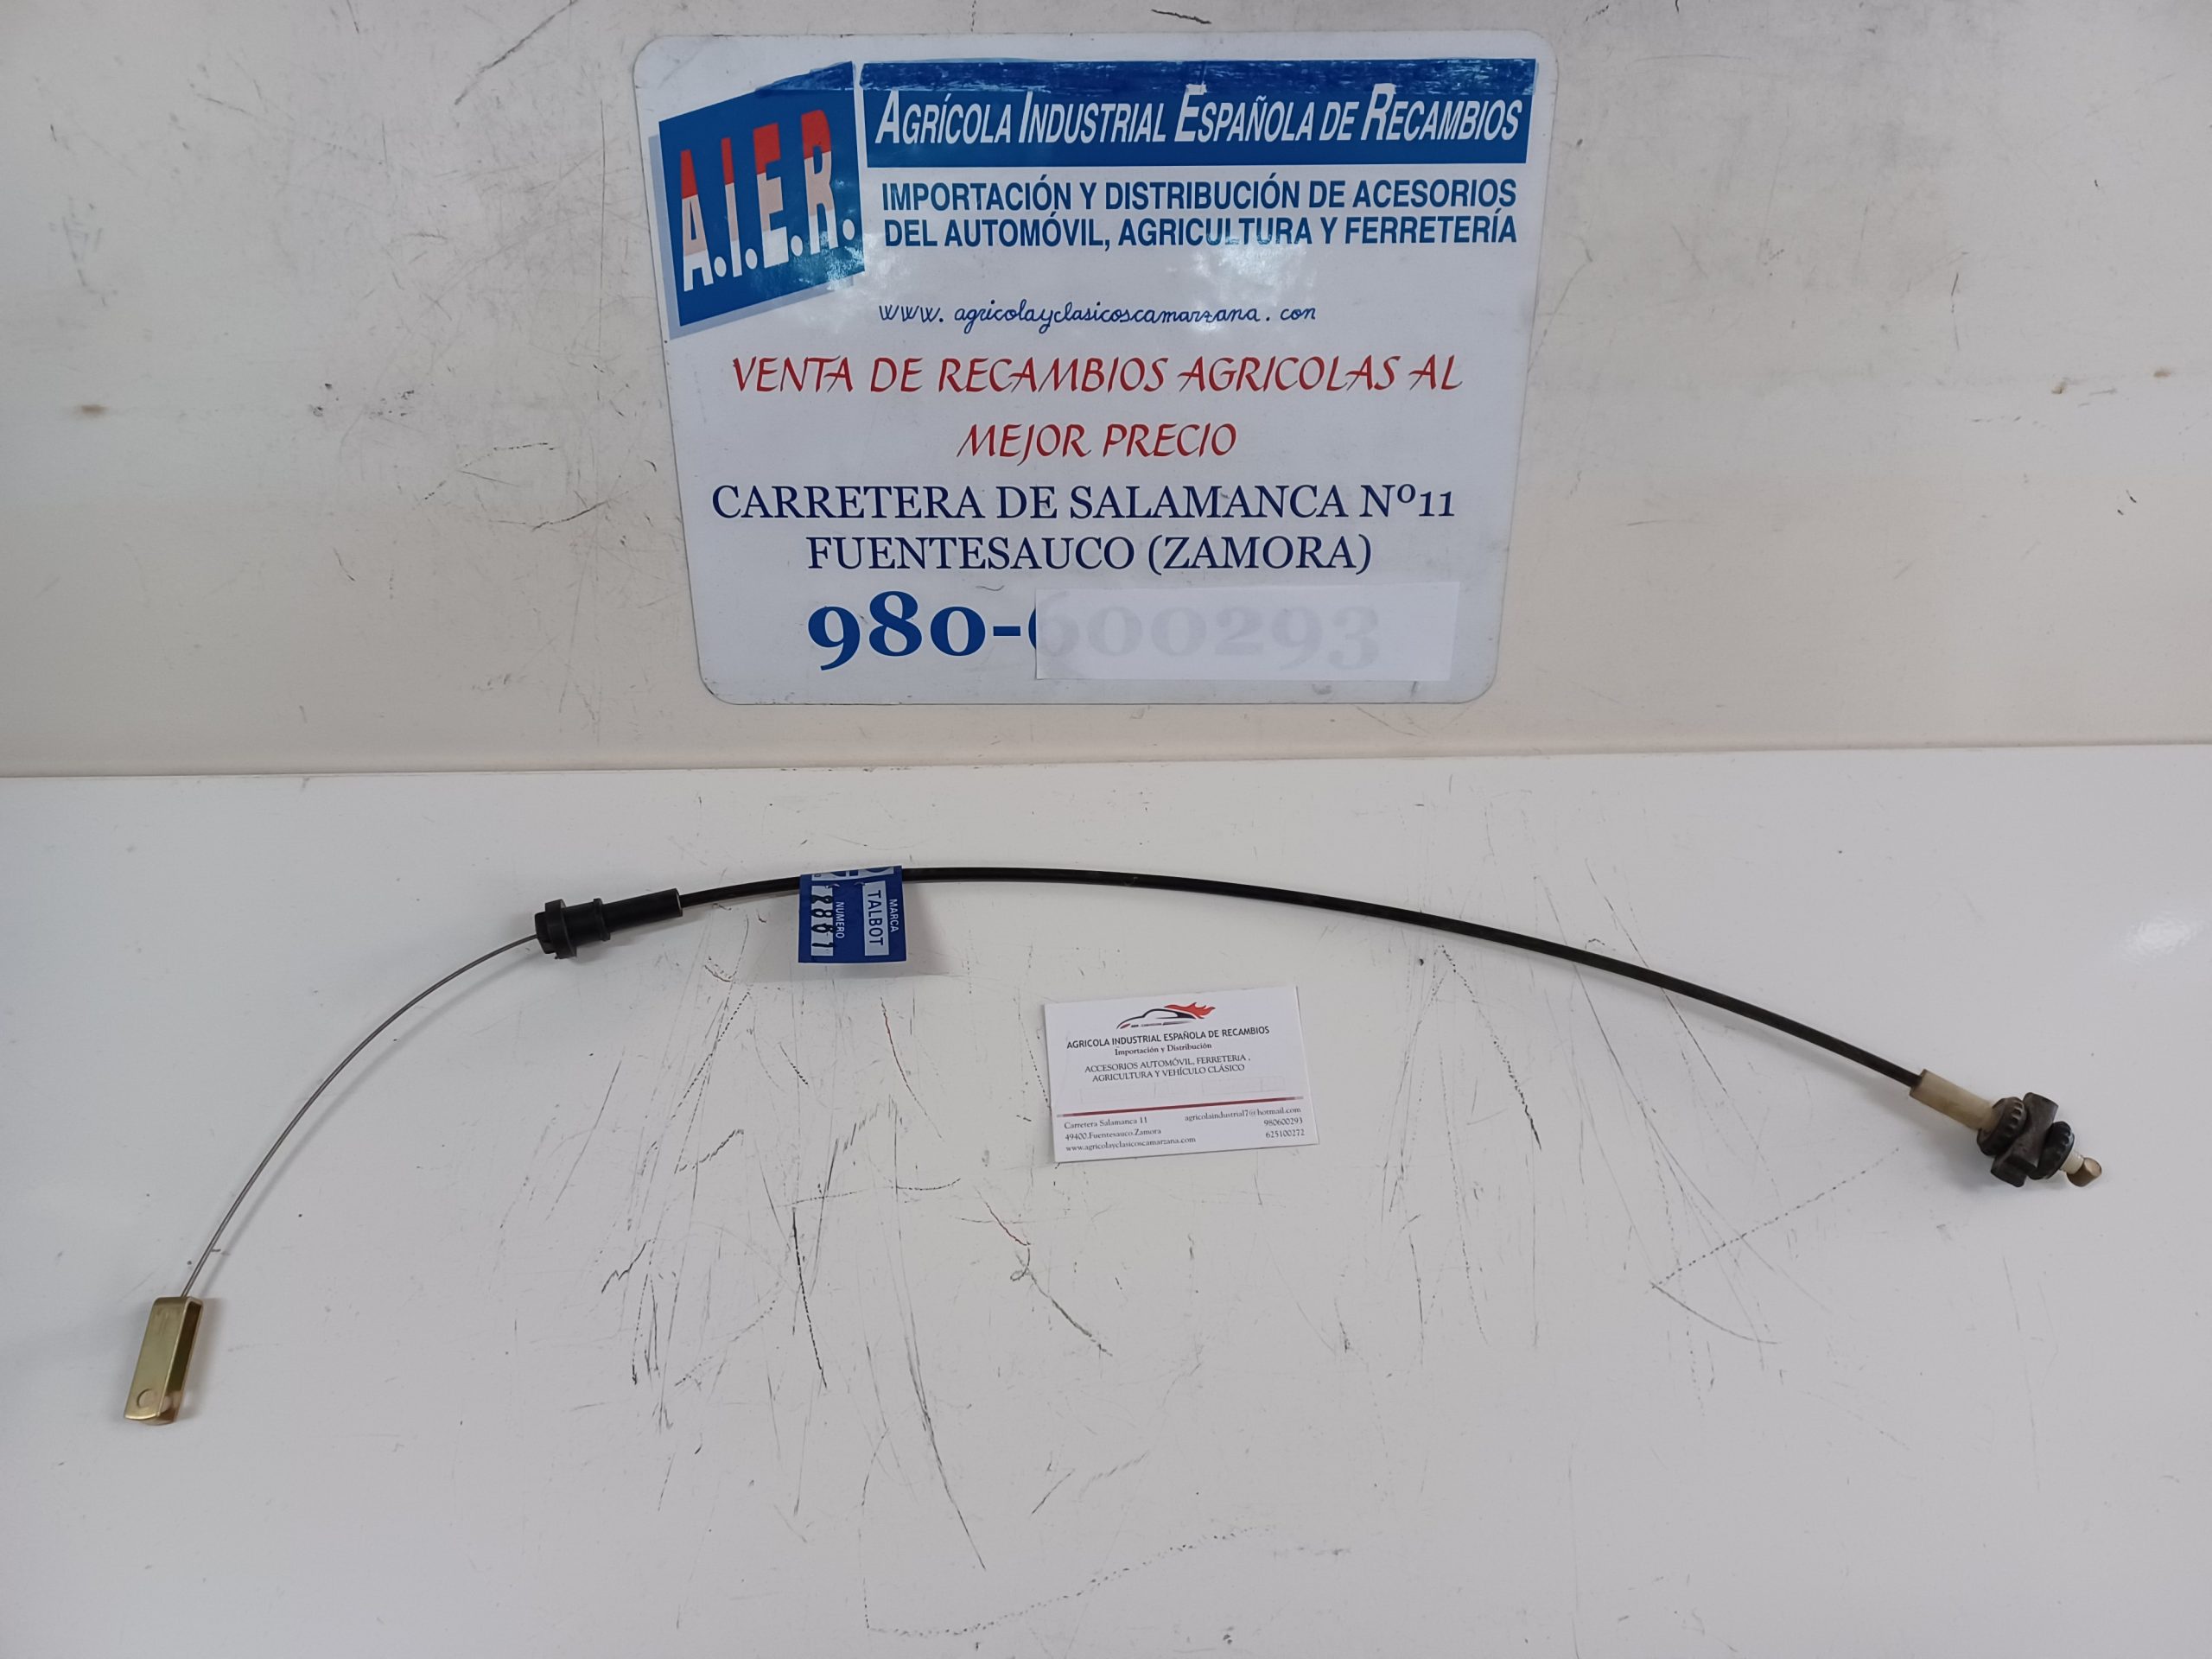 A.I.E.R.
AGRÍCOLA INDUSTRIAL ESPAÑOLA DE RECAMBIOS
IMPORTACIÓN Y DISTRIBUCIÓN DE ACESORIOS
DEL AUTOMÓVIL, AGRICULTURA Y FERRETERÍA
www.agricolayclasicoscamarzana.com
VENTA DE RECAMBIOS AGRICOLAS AL
MEJOR PRECIO
CARRETERA DE SALAMANCA Nº11
FUENTESAUCO (ZAMORA)
980-600293
MARCA
TALBOT
NUMERO
AGRICOLA INDUSTRIAL ESPAÑOLA DE RECAMBIOS
Importación y Distribución
ACCESORIOS AUTOMÓVIL, FERRETERIA,
AGRICULTURA Y VEHÍCULO CLÁSICO
Carretera Salamanca 11
49400.Fuentesauco.Zamora
www.agricolayclasicoscamarzana.com
agricolaindustrial7@hotmail.com
980600293
625100272